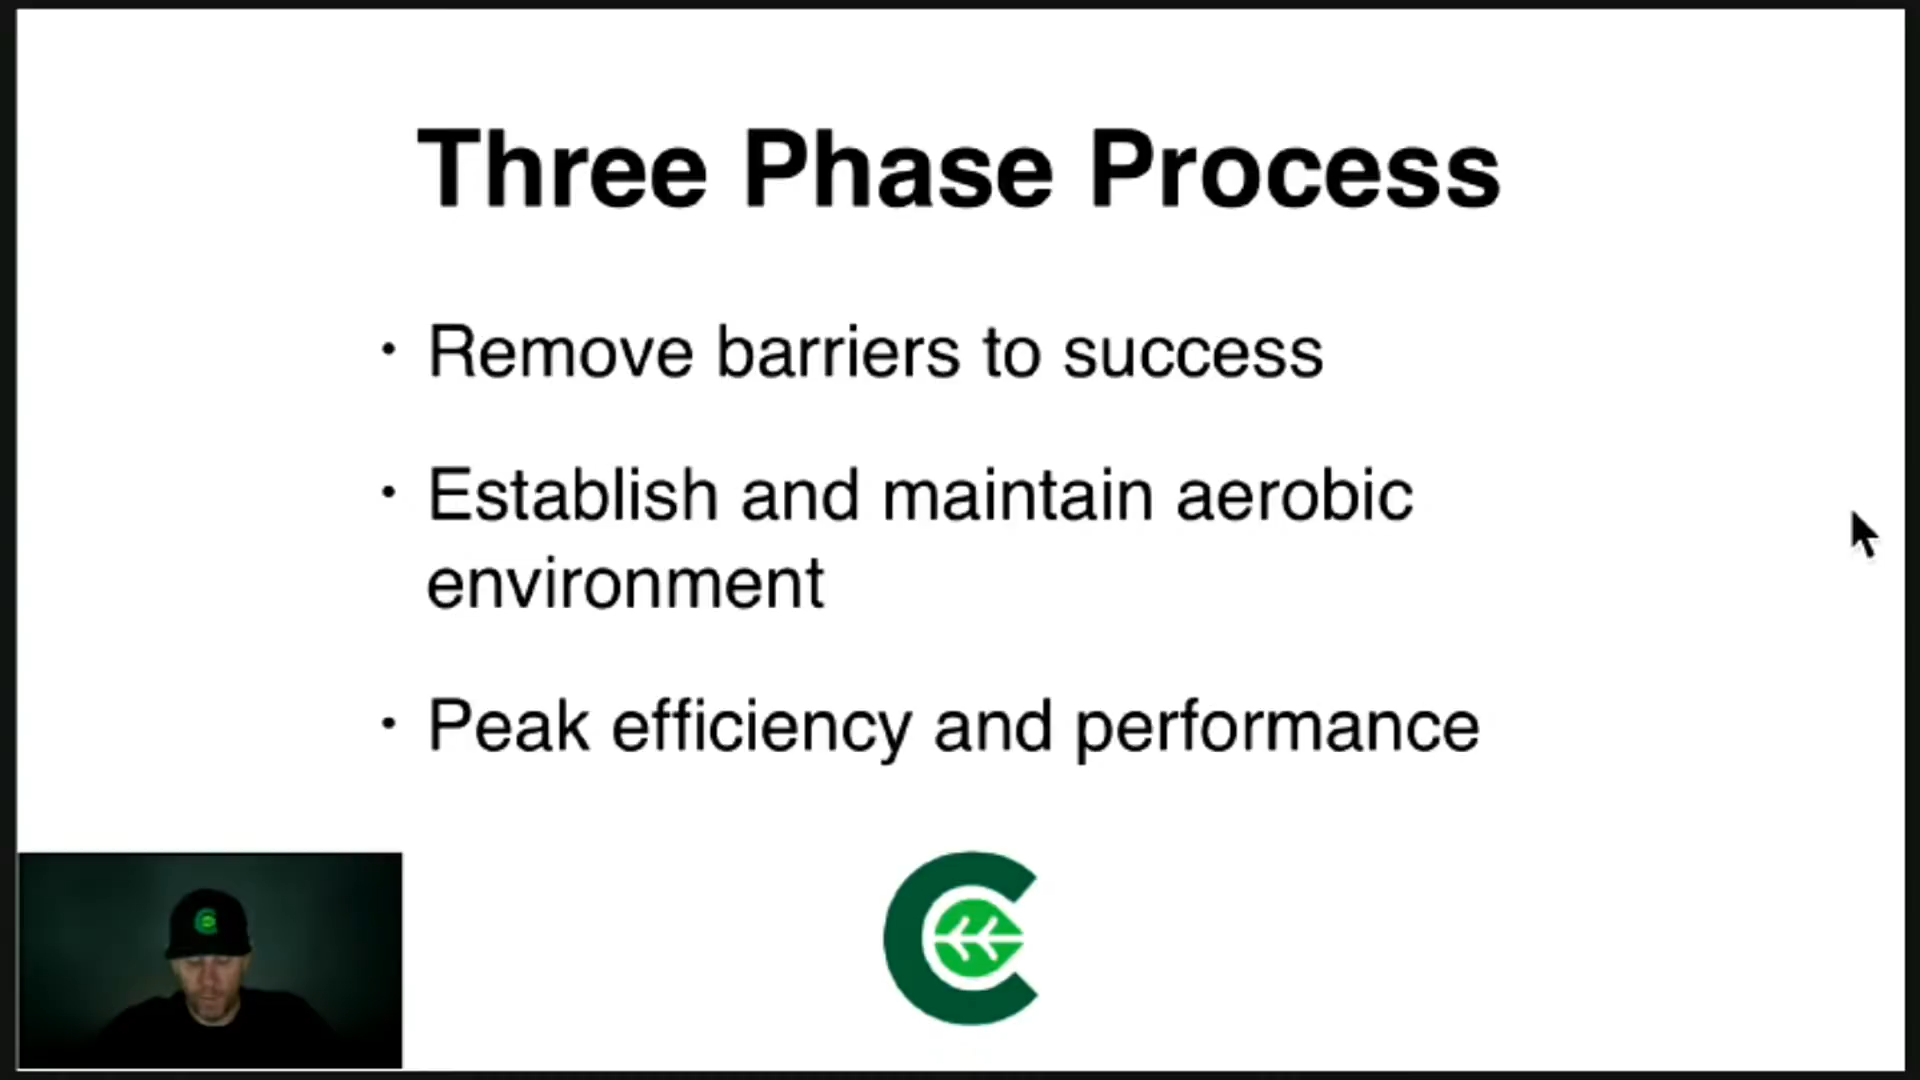 Three Phase Process
• Remove barriers to success
• Establish and maintain aerobic
environment
• Peak efficiency and performance